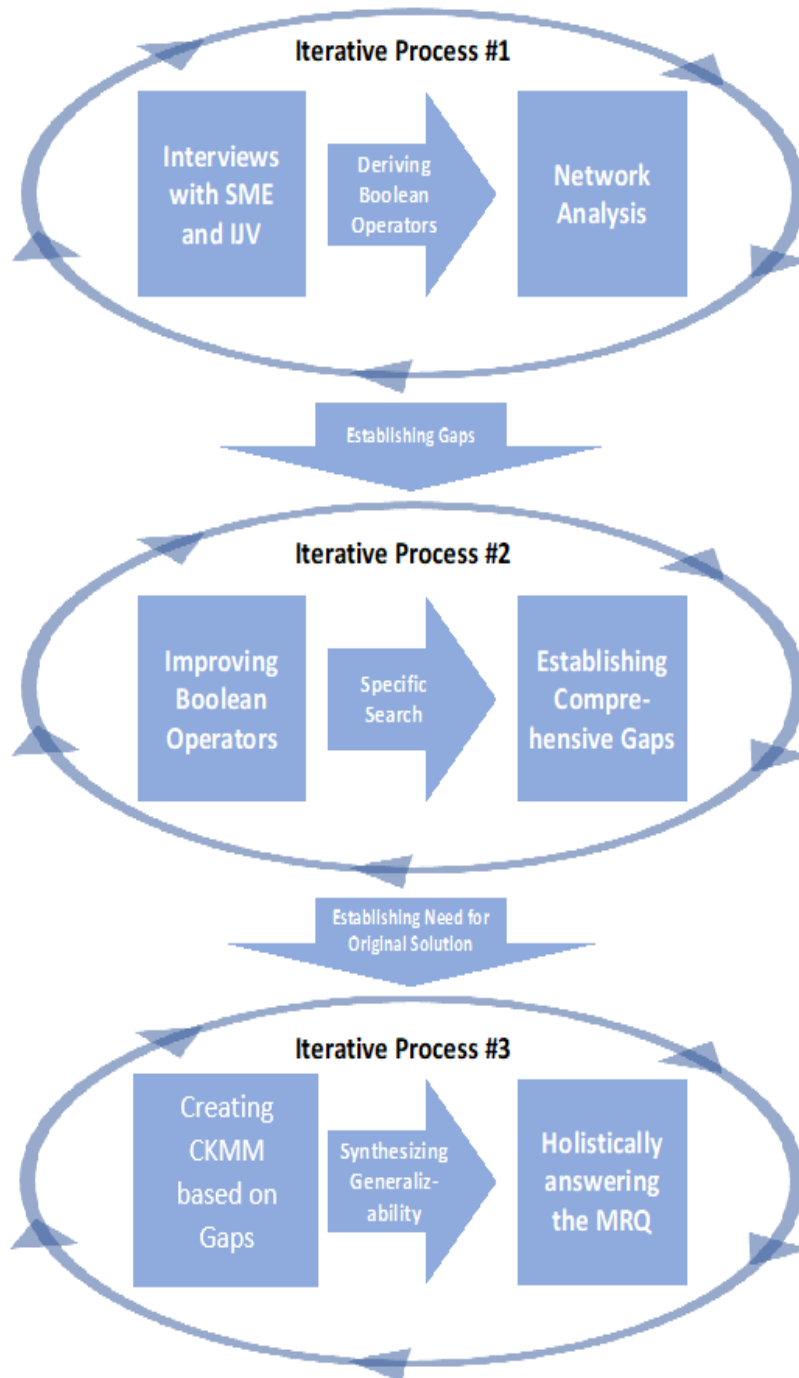 Iterative Process #1
Interviews
with SME
and IJV
Deriving
Boolean
Operators
Network
Analysis
Establishing Gaps
Iterative Process #2
Improving
Boolean
Operators
Specific
Search
Establishing
Compre-
hensive Gaps
Establishing Need for
Original Solution
Iterative Process #3
Creating
CKMM
based on
Gaps
Synthesizing
Generaliz-
ability
Holistically
answering
the MRQ